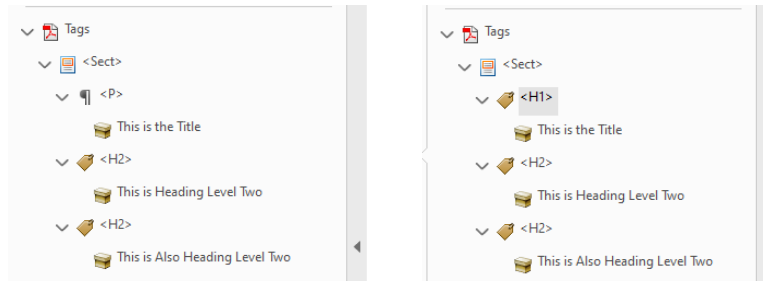 Tags
<Sect>
<P>
This is the Title
<H2>
This is Heading Level Two
<H2>
This is Also Heading Level Two
Tags
<Sect>
<H1>
This is the Title
<H2>
This is Heading Level Two
<H2>
This is Also Heading Level Two